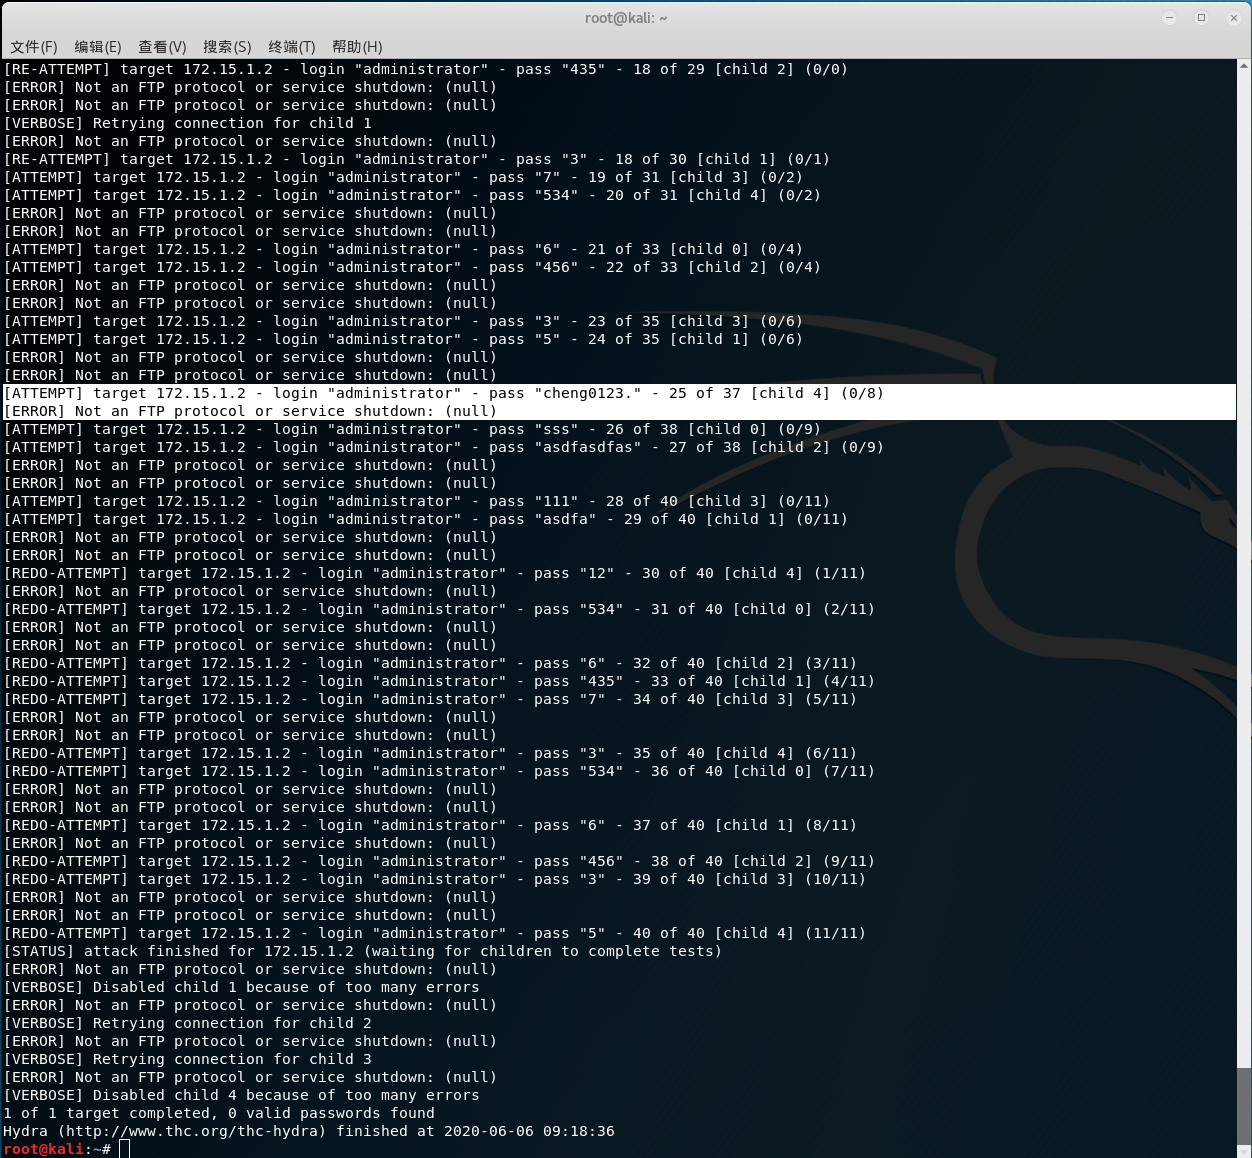 root@kali: ~
文件(F) 编辑(E) 查看(V) 搜索(S) 终端(T) 帮助(H)
[RE-ATTEMPT] target 172.15.1.2 - login "administrator" - pass "435" - 18 of 29 [child 2] (0/0)
[ERROR] Not an FTP protocol or service shutdown: (null)
[ERROR] Not an FTP protocol or service shutdown: (null)
[VERBOSE] Retrying connection for child 1
[ERROR] Not an FTP protocol or service shutdown: (null)
[RE-ATTEMPT] target 172.15.1.2 - login "administrator" - pass "3" - 18 of 30 [child 1] (0/1)
[ATTEMPT] target 172.15.1.2 - login "administrator" - pass "7" - 19 of 31 [child 3] (0/2)
[ATTEMPT] target 172.15.1.2 - login "administrator" - pass "534" - 20 of 31 [child 4] (0/2)
[ERROR] Not an FTP protocol or service shutdown: (null)
[ERROR] Not an FTP protocol or service shutdown: (null)
[ATTEMPT] target 172.15.1.2 - login "administrator" - pass "6" - 21 of 33 [child 0] (0/4)
[ATTEMPT] target 172.15.1.2 - login "administrator" - pass "456" - 22 of 33 [child 2] (0/4)
[ERROR] Not an FTP protocol or service shutdown: (null)
[ERROR] Not an FTP protocol or service shutdown: (null)
[ATTEMPT] target 172.15.1.2 - login "administrator" - pass "3" - 23 of 35 [child 3] (0/6)
[ATTEMPT] target 172.15.1.2 - login "administrator" - pass "5" - 24 of 35 [child 1] (0/6)
[ERROR] Not an FTP protocol or service shutdown: (null)
[ERROR] Not an FTP protocol or service shutdown: (null)
[ATTEMPT] target 172.15.1.2 - login "administrator" - pass "cheng0123." - 25 of 37 [child 4] (0/8)
[ERROR] Not an FTP protocol or service shutdown: (null)
[ATTEMPT] target 172.15.1.2 - login "administrator" - pass "sss" - 26 of 38 [child 0] (0/9)
[ATTEMPT] target 172.15.1.2 - login "administrator" - pass "asdfasdfas" - 27 of 38 [child 2] (0/9)
[ERROR] Not an FTP protocol or service shutdown: (null)
[ERROR] Not an FTP protocol or service shutdown: (null)
[ATTEMPT] target 172.15.1.2 - login "administrator" - pass "111" - 28 of 40 [child 3] (0/11)
[ATTEMPT] target 172.15.1.2 - login "administrator" - pass "asdfa" - 29 of 40 [child 1] (0/11)
[ERROR] Not an FTP protocol or service shutdown: (null)
[ERROR] Not an FTP protocol or service shutdown: (null)
[REDO-ATTEMPT] target 172.15.1.2 - login "administrator" - pass "12" - 30 of 40 [child 4] (1/11)
[ERROR] Not an FTP protocol or service shutdown: (null)
[REDO-ATTEMPT] target 172.15.1.2 - login "administrator" - pass "534" - 31 of 40 [child 0] (2/11)
[ERROR] Not an FTP protocol or service shutdown: (null)
[ERROR] Not an FTP protocol or service shutdown: (null)
[REDO-ATTEMPT] target 172.15.1.2 - login "administrator" - pass "6" - 32 of 40 [child 2] (3/11)
[REDO-ATTEMPT] target 172.15.1.2 - login "administrator" - pass "435" - 33 of 40 [child 1] (4/11)
[REDO-ATTEMPT] target 172.15.1.2 - login "administrator" - pass "7" - 34 of 40 [child 3] (5/11)
[ERROR] Not an FTP protocol or service shutdown: (null)
[ERROR] Not an FTP protocol or service shutdown: (null)
[REDO-ATTEMPT] target 172.15.1.2 - login "administrator" - pass "3" - 35 of 40 [child 4] (6/11)
[REDO-ATTEMPT] target 172.15.1.2 - login "administrator" - pass "534" - 36 of 40 [child 0] (7/11)
[ERROR] Not an FTP protocol or service shutdown: (null)
[ERROR] Not an FTP protocol or service shutdown: (null)
[REDO-ATTEMPT] target 172.15.1.2 - login "administrator" - pass "6" - 37 of 40 [child 1] (8/11)
[ERROR] Not an FTP protocol or service shutdown: (null)
[REDO-ATTEMPT] target 172.15.1.2 - login "administrator" - pass "456" - 38 of 40 [child 2] (9/11)
[REDO-ATTEMPT] target 172.15.1.2 - login "administrator" - pass "3" - 39 of 40 [child 3] (10/11)
[ERROR] Not an FTP protocol or service shutdown: (null)
[ERROR] Not an FTP protocol or service shutdown: (null)
[REDO-ATTEMPT] target 172.15.1.2 - login "administrator" - pass "5" - 40 of 40 [child 4] (11/11)
[STATUS] attack finished for 172.15.1.2 (waiting for children to complete tests)
[ERROR] Not an FTP protocol or service shutdown: (null)
[VERBOSE] Disabled child 1 because of too many errors
[ERROR] Not an FTP protocol or service shutdown: (null)
[VERBOSE] Retrying connection for child 2
[ERROR] Not an FTP protocol or service shutdown: (null)
[VERBOSE] Retrying connection for child 3
[ERROR] Not an FTP protocol or service shutdown: (null)
[VERBOSE] Disabled child 4 because of too many errors
1 of 1 target completed, 0 valid passwords found
Hydra (http://www.thc.org/thc-hydra) finished at 2020-06-06 09:18:36
root@kali:~#